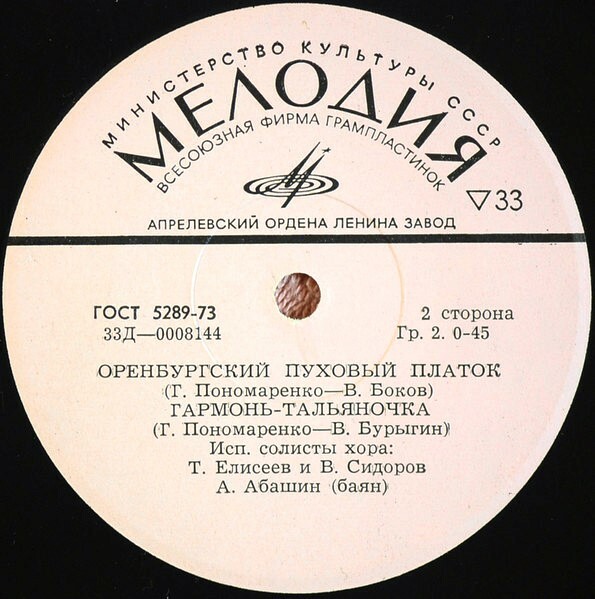 МИНИСТЕРСТВО КУЛЬТУРЫ СССР
МЕЛОДИЯ
ВСЕСОЮЗНАЯ ФИРМА ГРАМПЛАСТИНОК
▽33
АПРЕЛЕВСКИЙ ОРДЕНА ЛЕНИНА ЗАВОД
ГОСТ 5289-73
2 сторона
33Д—0008144
Гр. 2. 0-45
ОРЕНБУРГСКИЙ ПУХОВЫЙ ПЛАТОК
(Г. Пономаренко—В. Боков)
ГАРМОНЬ-ТАЛЬЯНОЧКА
(Г. Пономаренко—В. Бурыгин)
Исп. солисты хора:
Т. Елисеев и В. Сидоров
А. Абашин (баян)